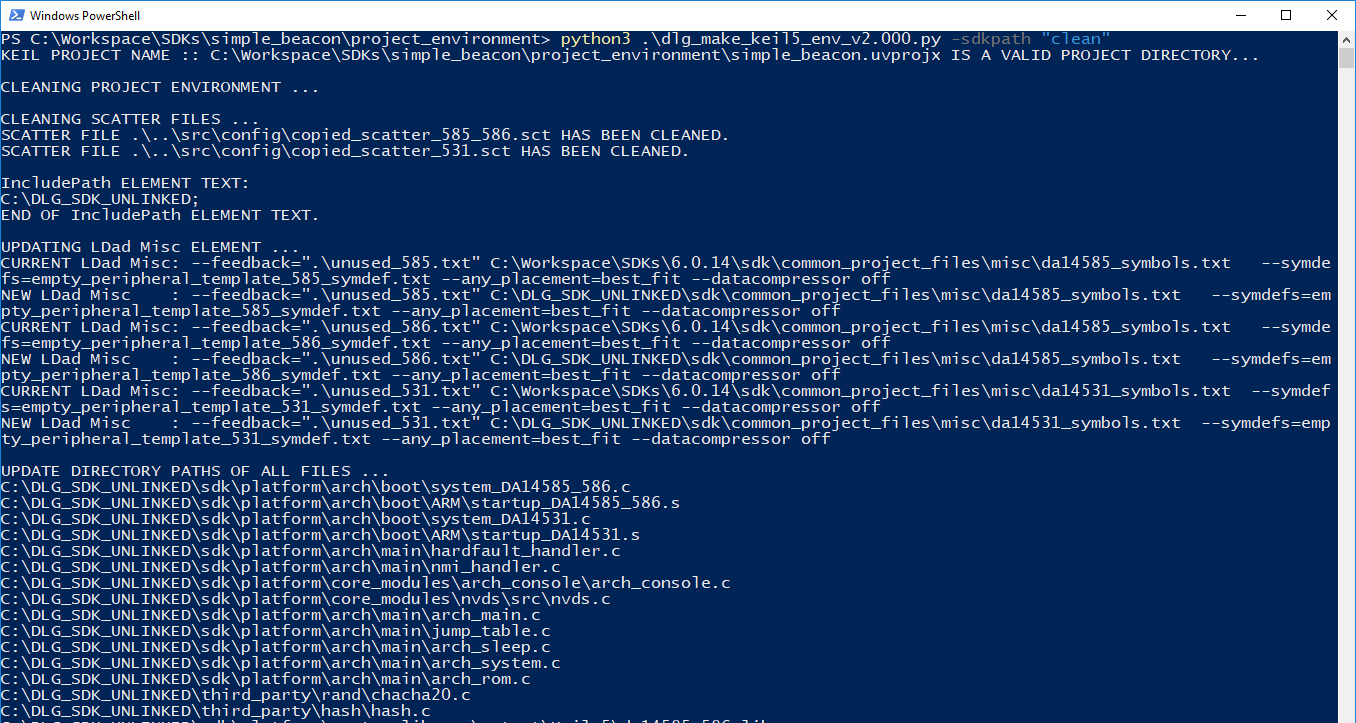 Windows PowerShell
PS C:\Workspace\SDKs\simple_beacon\project_environment> python3 .\dlg_make_keil5_env_v2.000.py -sdkpath "clean"
KEIL PROJECT NAME :: C:\Workspace\SDKs\simple_beacon\project_environment\simple_beacon.uvprojx IS A VALID PROJECT DIRECTORY...
CLEANING PROJECT ENVIRONMENT ...
CLEANING SCATTER FILES ...
SCATTER FILE .\..\src\config\copied_scatter_585_586.sct HAS BEEN CLEANED.
SCATTER FILE .\..\src\config\copied_scatter_531.sct HAS BEEN CLEANED.
IncludePath ELEMENT TEXT:
C:\DLG_SDK_UNLINKED;
END OF IncludePath ELEMENT TEXT.
UPDATING LDad Misc ELEMENT ...
CURRENT LDad Misc: --feedback=".\unused_585.txt" C:\Workspace\SDKs\6.0.14\sdk\common_project_files\misc\da14585_symbols.txt   --symde
fs=empty_peripheral_template_585_symdef.txt --any_placement=best_fit --datacompressor off
NEW LDad Misc    : --feedback=".\unused_585.txt" C:\DLG_SDK_UNLINKED\sdk\common_project_files\misc\da14585_symbols.txt   --symdefs=em
pty_peripheral_template_585_symdef.txt --any_placement=best_fit --datacompressor off
CURRENT LDad Misc: --feedback=".\unused_586.txt" C:\Workspace\SDKs\6.0.14\sdk\common_project_files\misc\da14585_symbols.txt   --symde
fs=empty_peripheral_template_586_symdef.txt --any_placement=best_fit --datacompressor off
NEW LDad Misc    : --feedback=".\unused_586.txt" C:\DLG_SDK_UNLINKED\sdk\common_project_files\misc\da14585_symbols.txt   --symdefs=em
pty_peripheral_template_586_symdef.txt --any_placement=best_fit --datacompressor off
CURRENT LDad Misc: --feedback=".\unused_531.txt" C:\Workspace\SDKs\6.0.14\sdk\common_project_files\misc\da14531_symbols.txt  --symdef
s=empty_peripheral_template_531_symdef.txt --any_placement=best_fit --datacompressor off
NEW LDad Misc    : --feedback=".\unused_531.txt" C:\DLG_SDK_UNLINKED\sdk\common_project_files\misc\da14531_symbols.txt  --symdefs=emp
ty_peripheral_template_531_symdef.txt --any_placement=best_fit --datacompressor off
UPDATE DIRECTORY PATHS OF ALL FILES ...
C:\DLG_SDK_UNLINKED\sdk\platform\arch\boot\system_DA14585_586.c
C:\DLG_SDK_UNLINKED\sdk\platform\arch\boot\ARM\startup_DA14585_586.s
C:\DLG_SDK_UNLINKED\sdk\platform\arch\boot\system_DA14531.c
C:\DLG_SDK_UNLINKED\sdk\platform\arch\boot\ARM\startup_DA14531.s
C:\DLG_SDK_UNLINKED\sdk\platform\arch\main\hardfault_handler.c
C:\DLG_SDK_UNLINKED\sdk\platform\arch\main\nmi_handler.c
C:\DLG_SDK_UNLINKED\sdk\platform\core_modules\arch_console\arch_console.c
C:\DLG_SDK_UNLINKED\sdk\platform\core_modules\nvds\src\nvds.c
C:\DLG_SDK_UNLINKED\sdk\platform\arch\main\arch_main.c
C:\DLG_SDK_UNLINKED\sdk\platform\arch\main\jump_table.c
C:\DLG_SDK_UNLINKED\sdk\platform\arch\main\arch_sleep.c
C:\DLG_SDK_UNLINKED\sdk\platform\arch\main\arch_system.c
C:\DLG_SDK_UNLINKED\sdk\platform\arch\main\arch_rom.c
C:\DLG_SDK_UNLINKED\third_party\rand\chacha20.c
C:\DLG_SDK_UNLINKED\third_party\hash\hash.c